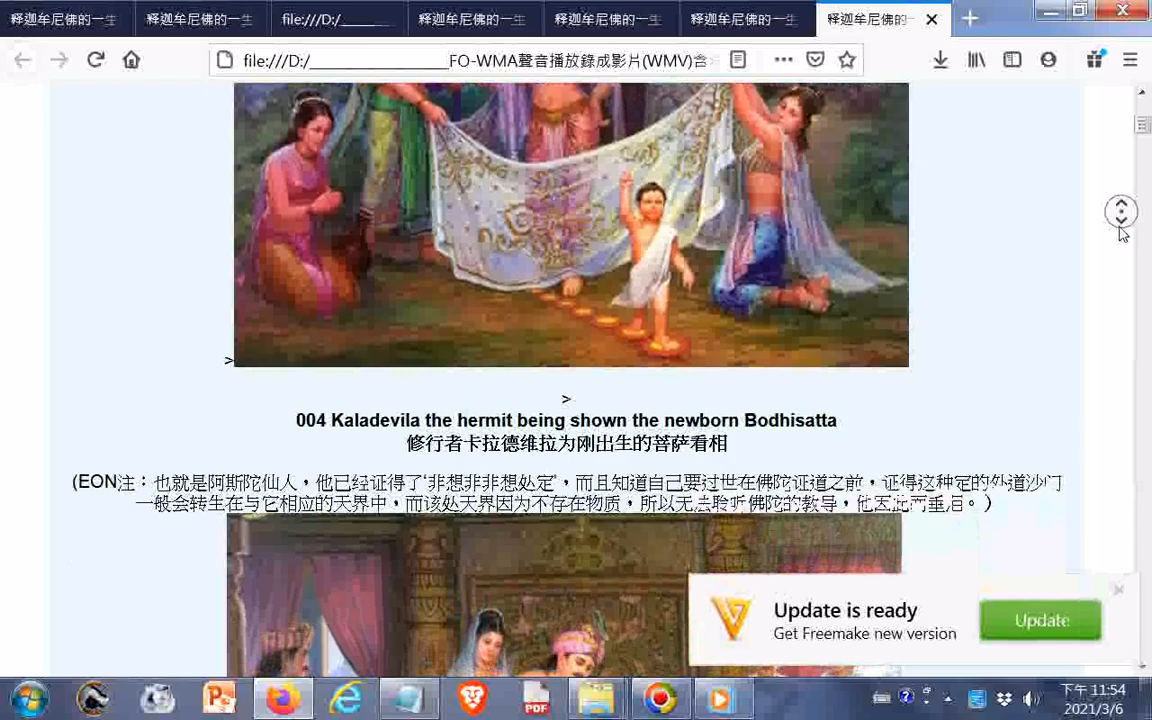 释迦牟尼佛的一生
释迦牟尼佛的一生
file:///D:/______
释迦牟尼佛的一生
释迦牟尼佛的一生
释迦牟尼佛的一生
释迦牟尼佛的一
file:///D:/________________FO-WMA聲音播放錄成影片(WMV)含
>
>
004 Kaladevila the hermit being shown the newborn Bodhisatta
修行者卡拉德维拉为刚出生的菩萨看相
(EON注：也就是阿斯陀仙人，他已经证得了‘非想非非想处定’，而且知道自己要过世在佛陀证道之前，证得这种定的外道沙门
一般会转生在与它相应的天界中，而该处天界因为不存在物质，所以无法聆听佛陀的教导，他因此而垂泪。）
Update is ready
Get Freemake new version
Update
PDF
下午 11:54
2021/3/6